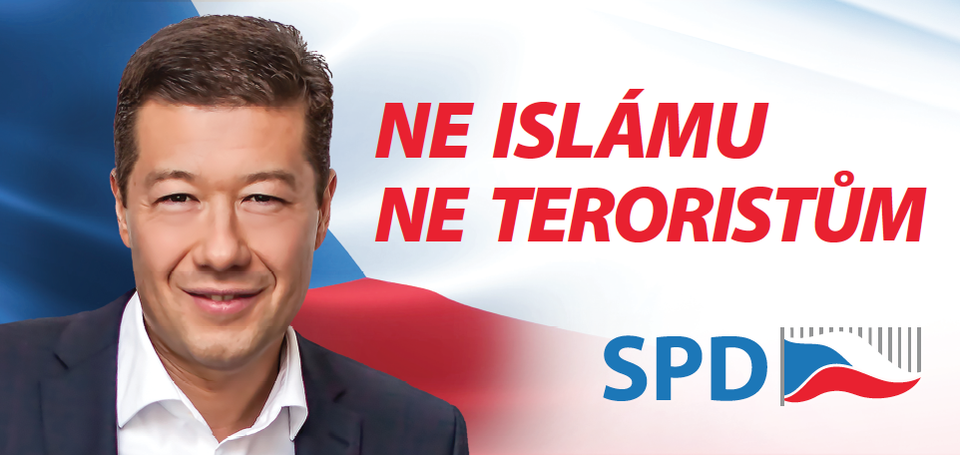 NE ISLÁMU
NE TERORISTŮM
SPD